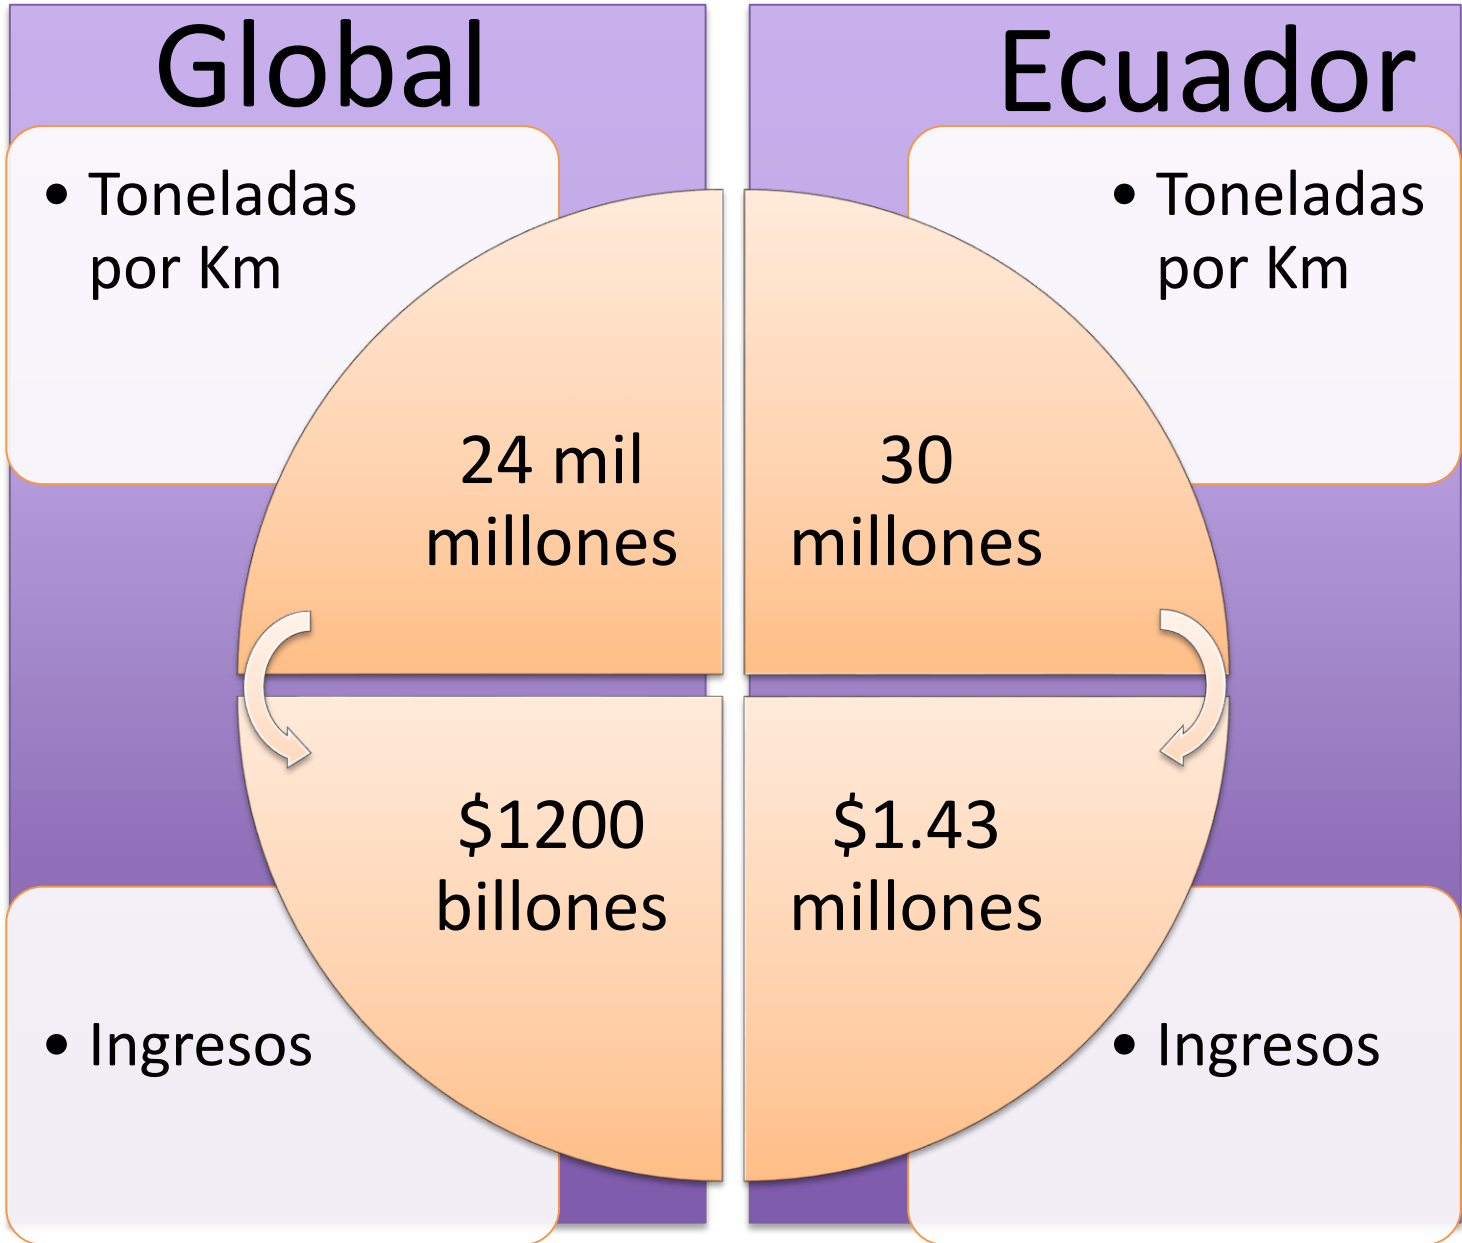 Global
• Toneladas
por Km
24 mil
millones
$1200
billones
• Ingresos
Ecuador
• Toneladas
por Km
30
millones
$1.43
millones
• Ingresos